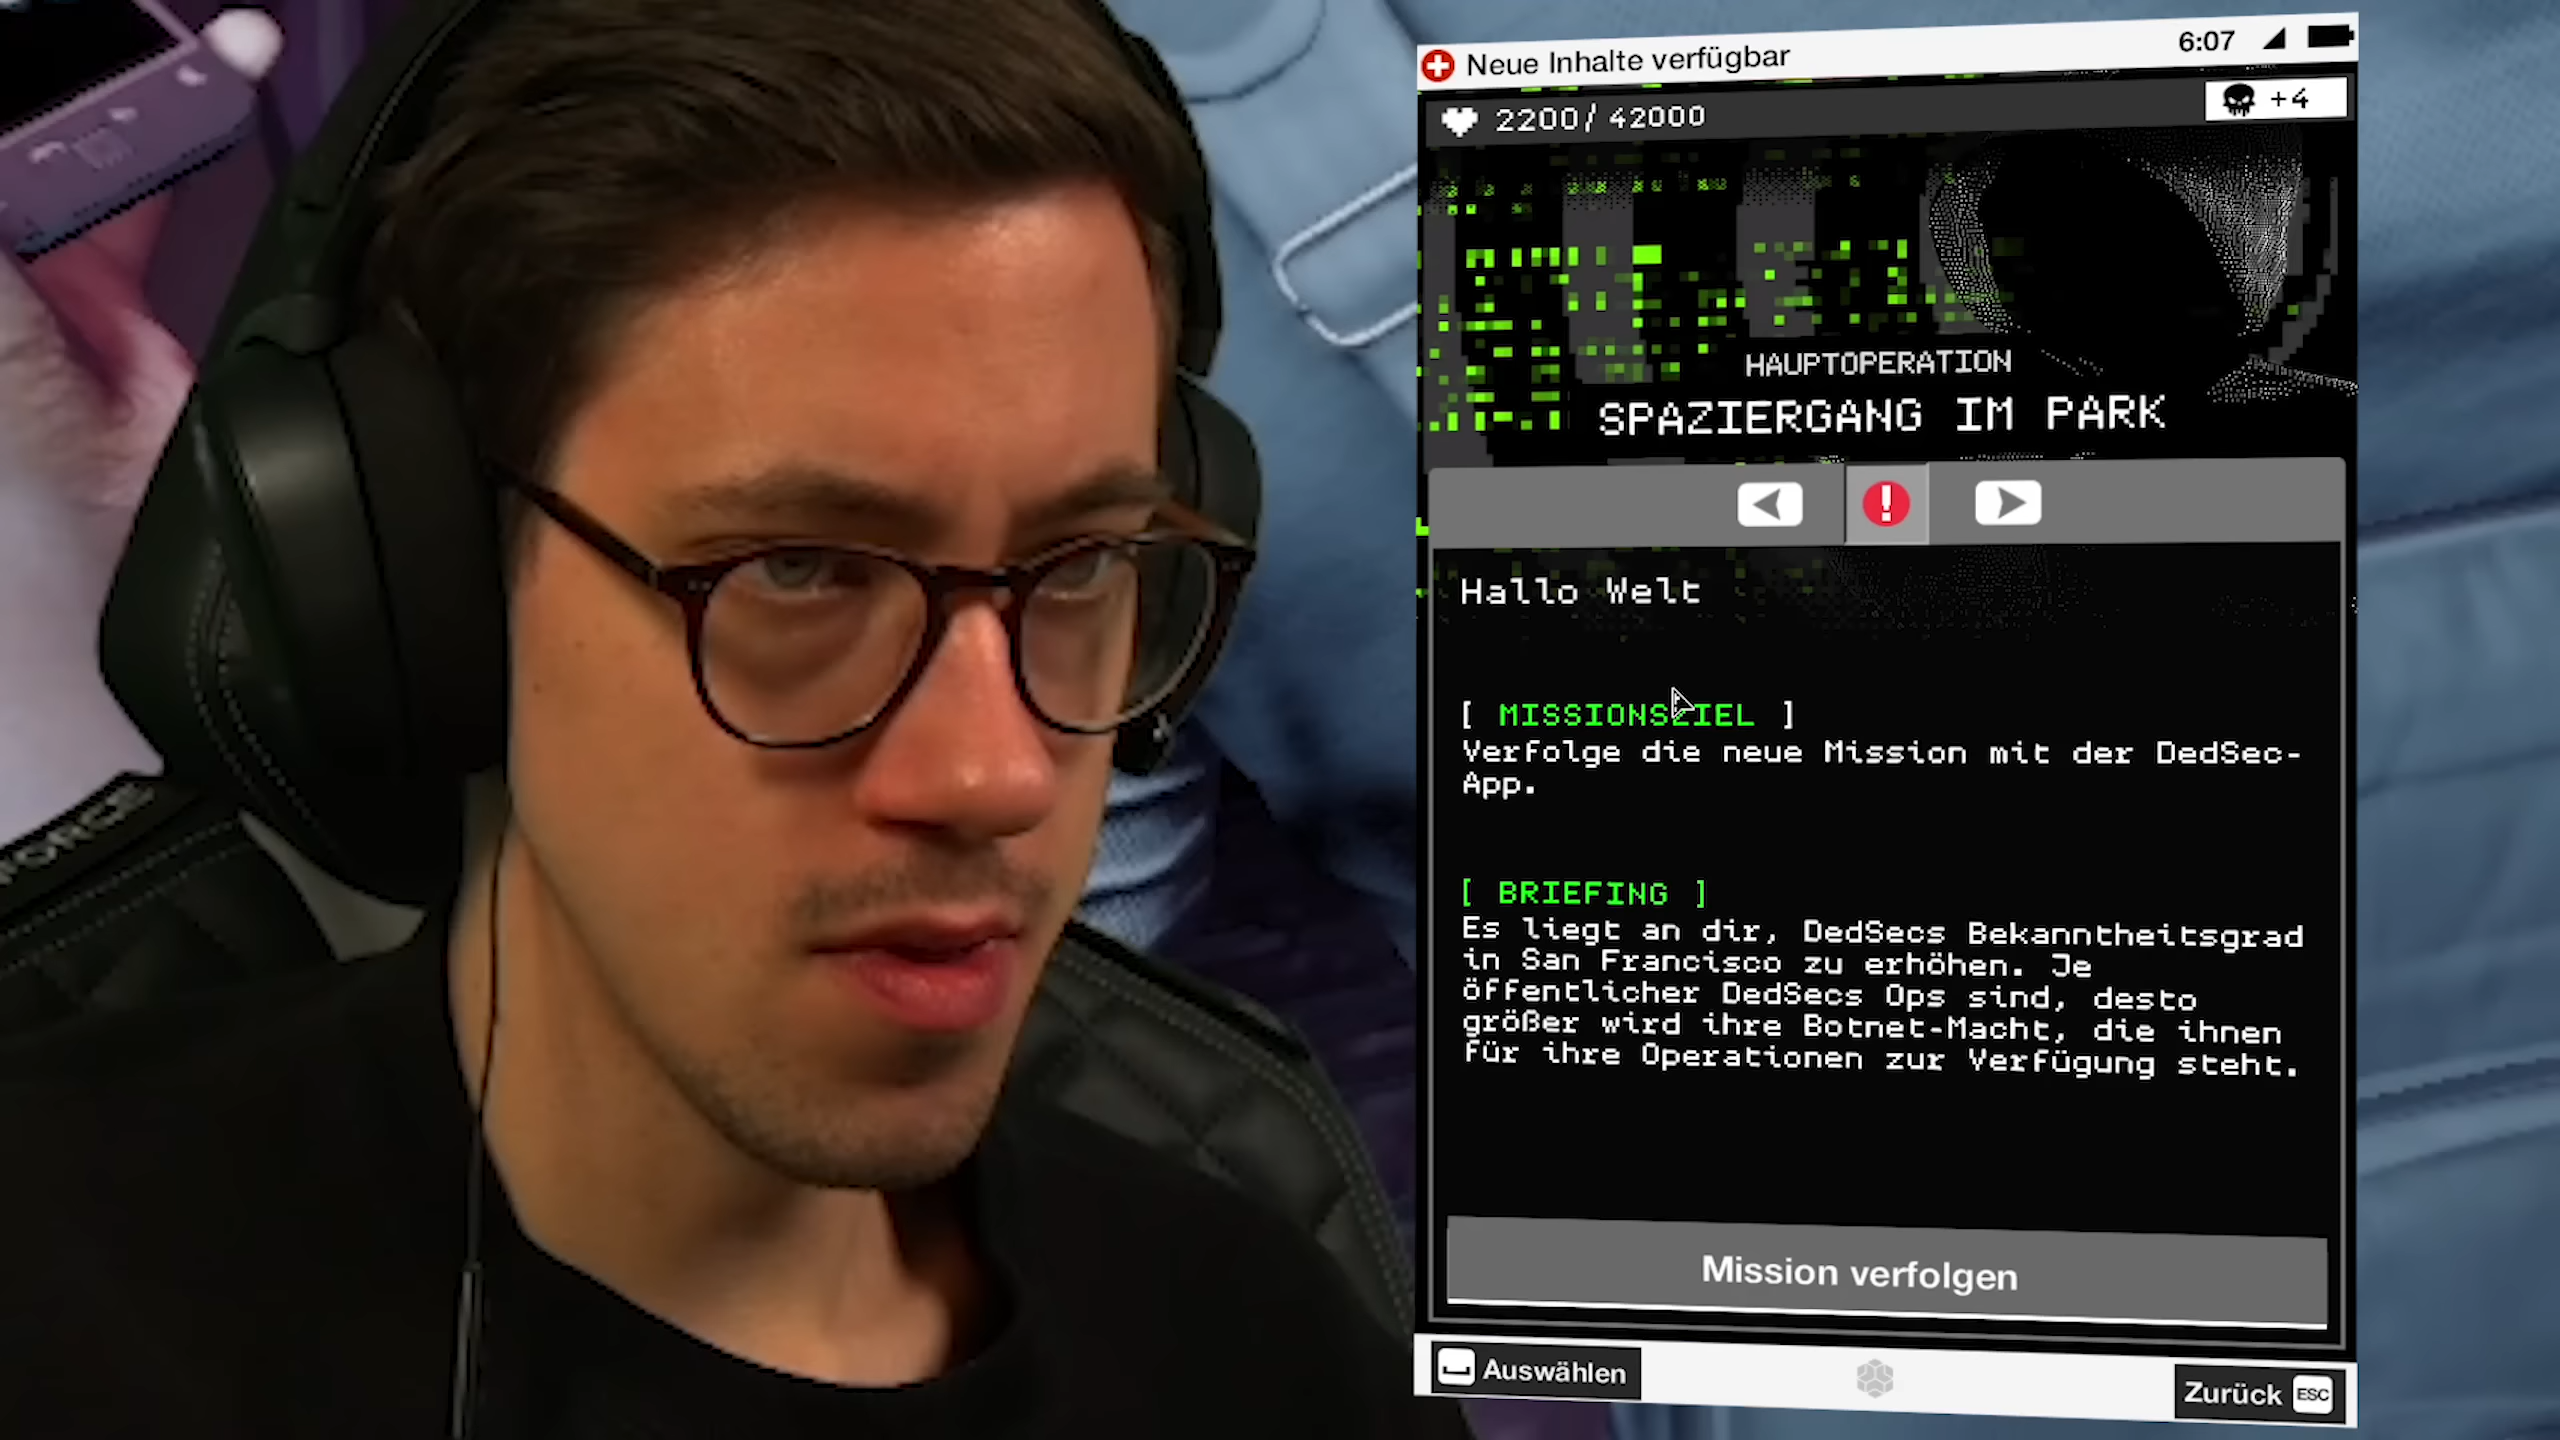 Neue Inhalte verfügbar
6:07
2200/ 42000
+4
HAUPTOPERATION
SPAZIERGANG IM PARK
!
Hallo Welt
[ MISSIONSZIEL ]
Verfolge die neue Mission mit der DedSec-
App.
[ BRIEFING ]
Es liegt an dir, DedSecs Bekanntheitsgrad
in San Francisco zu erhöhen. Je
öffentlicher DedSecs Ops sind, desto
größer wird ihre Botnet-Macht, die ihnen
für ihre Operationen zur Verfügung steht.
Mission verfolgen
Auswählen
Zurück ESC